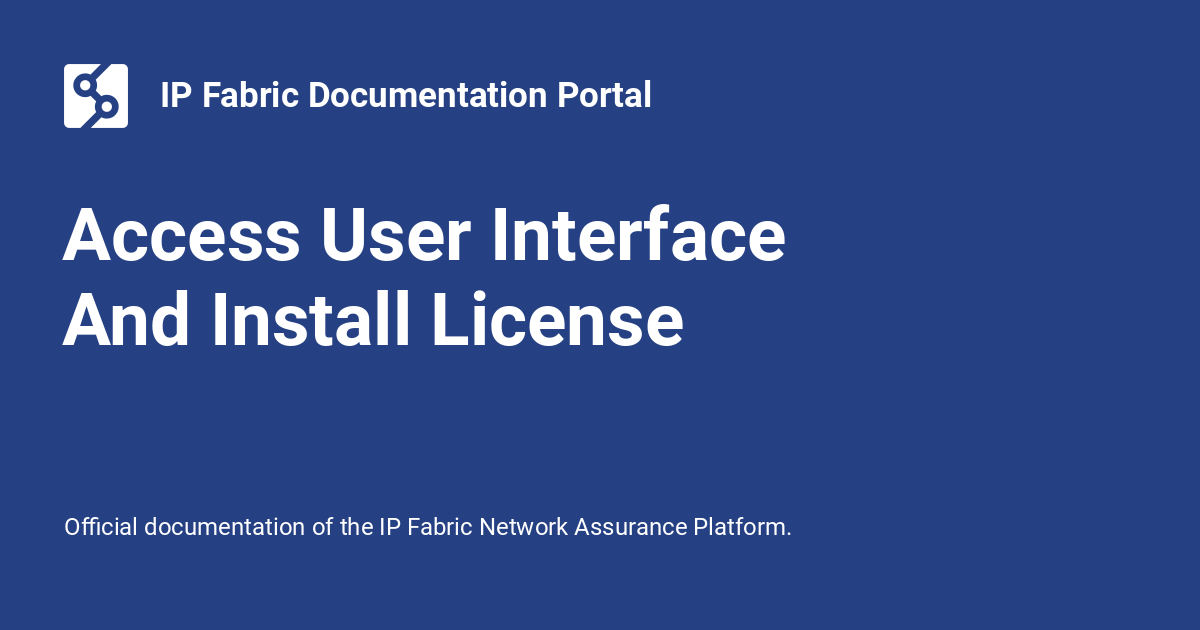 IP Fabric Documentation Portal
Access User Interface
And Install License
Official documentation of the IP Fabric Network Assurance Platform.